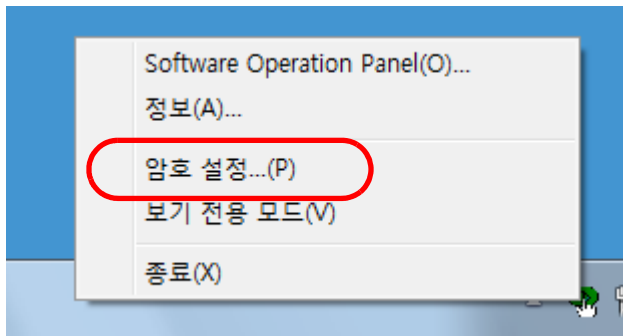 Software Operation Panel(O)...
정보(A)...
암호 설정...(P)
보기 전용 모드(V)
종료(X)